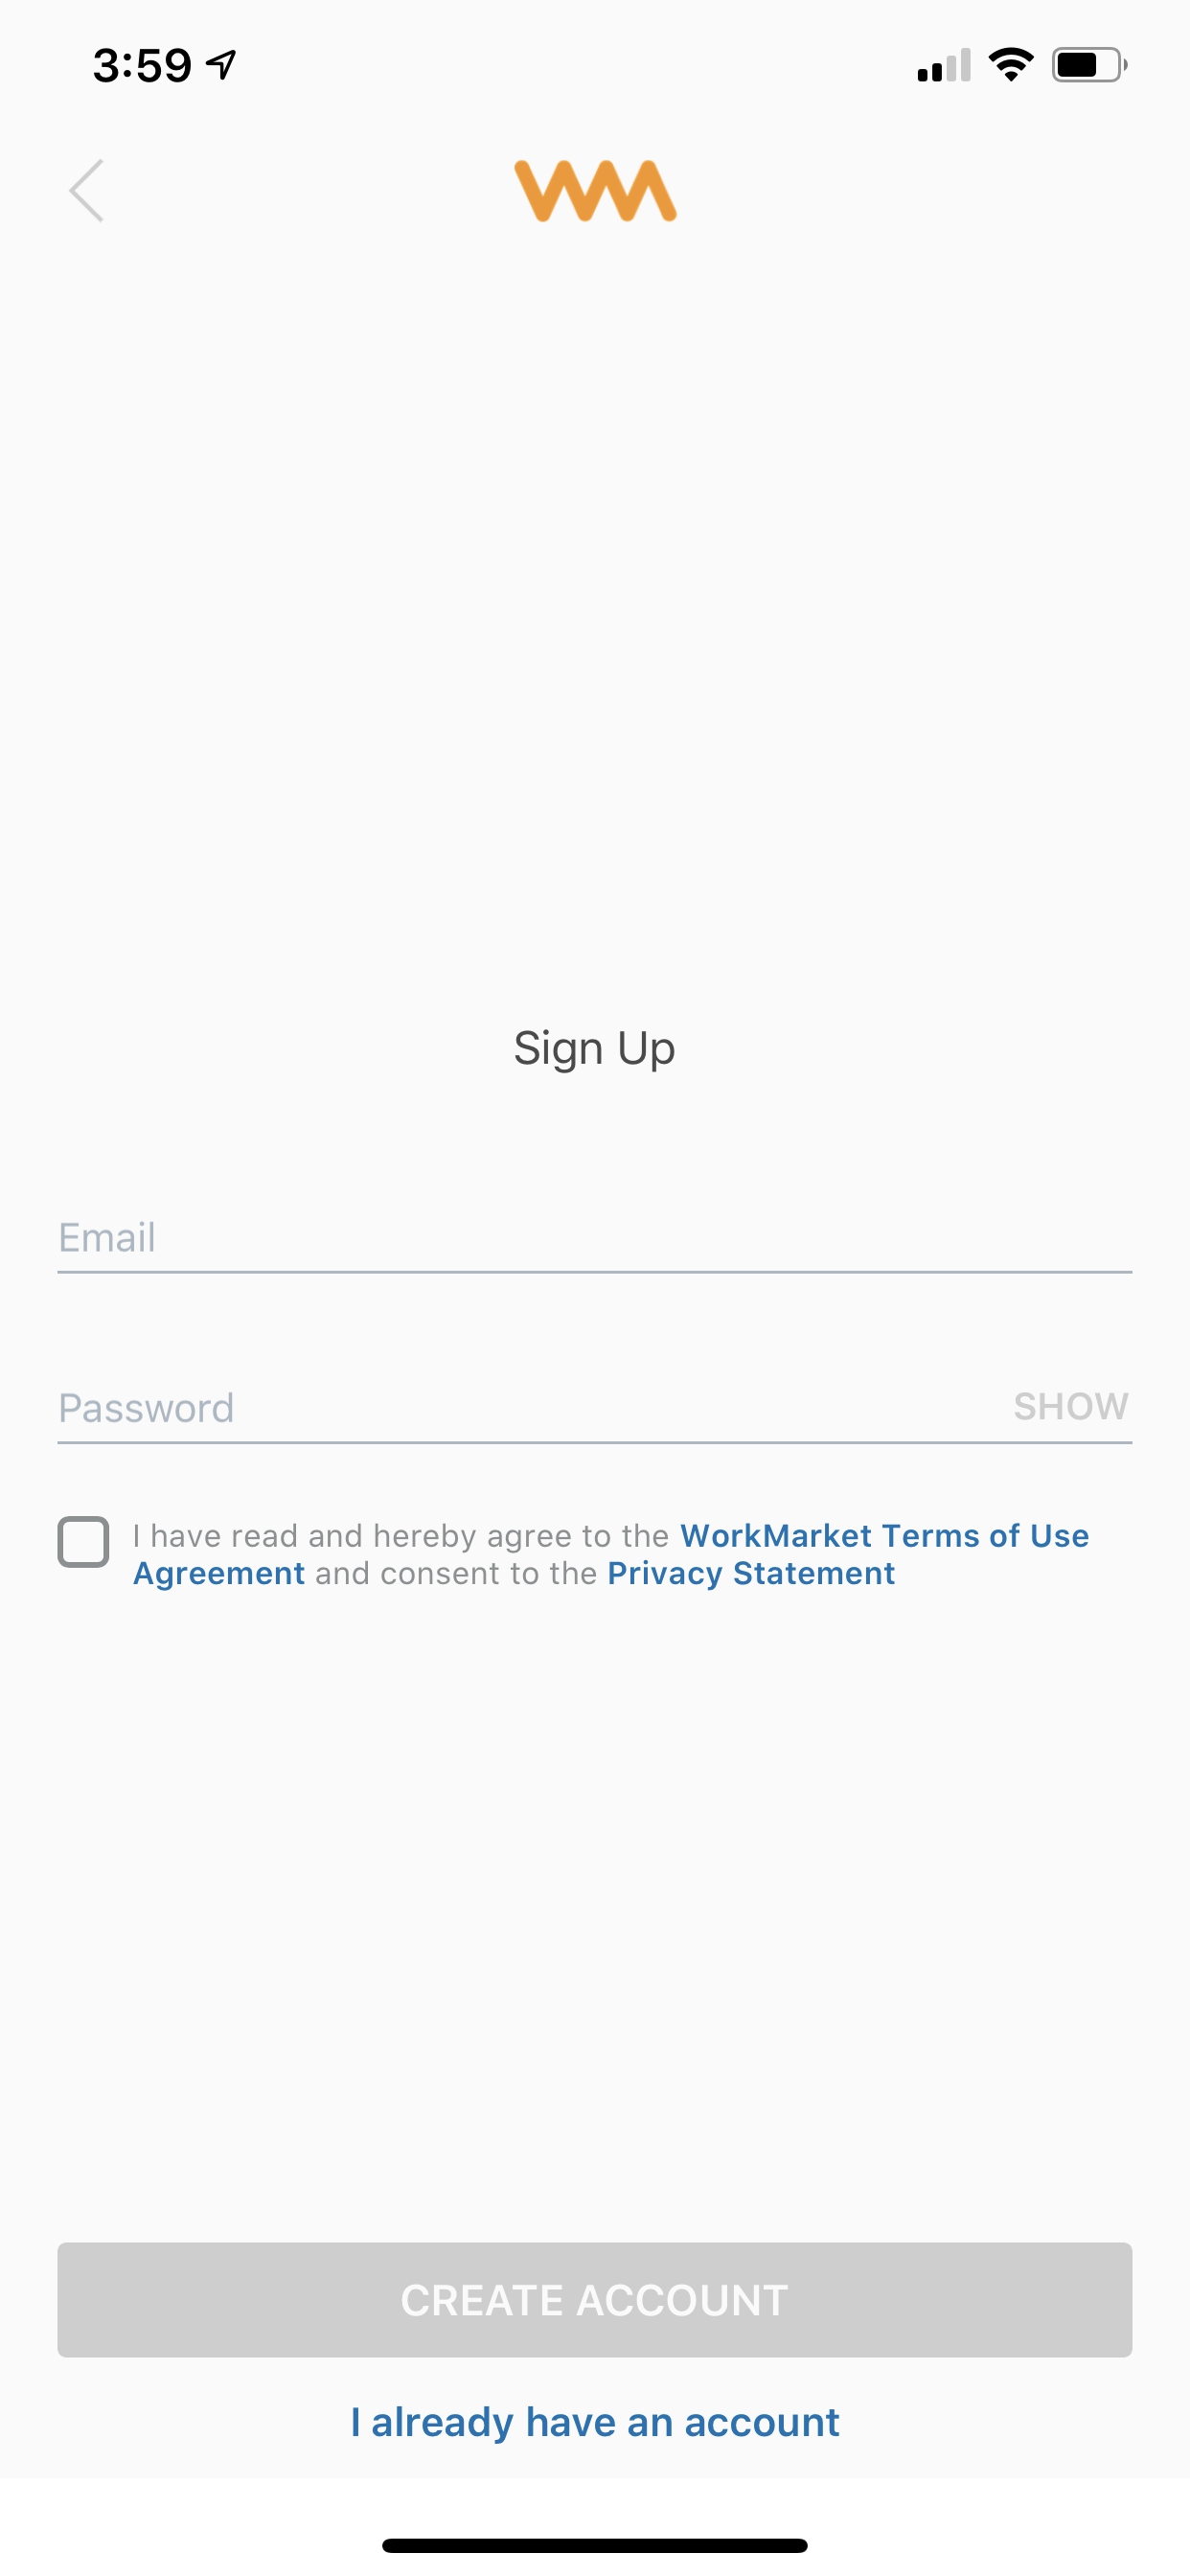 3:59
WM
Sign Up
Email
Password SHOW
I have read and hereby agree to the WorkMarket Terms of Use
Agreement and consent to the Privacy Statement
CREATE ACCOUNT
I already have an account